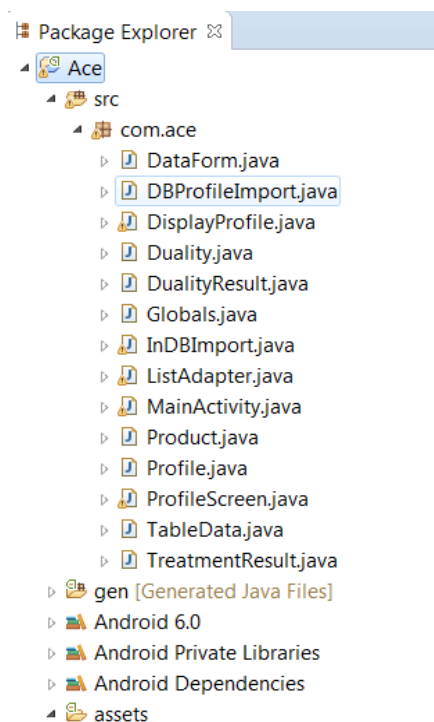 Package Explorer
Ace
src
com.ace
DataForm.java
DBProfileImport.java
DisplayProfile.java
Duality.java
DualityResult.java
Globals.java
InDBImport.java
ListAdapter.java
MainActivity.java
Product.java
Profile.java
ProfileScreen.java
TableData.java
TreatmentResult.java
gen [Generated Java Files]
Android 6.0
Android Private Libraries
Android Dependencies
assets